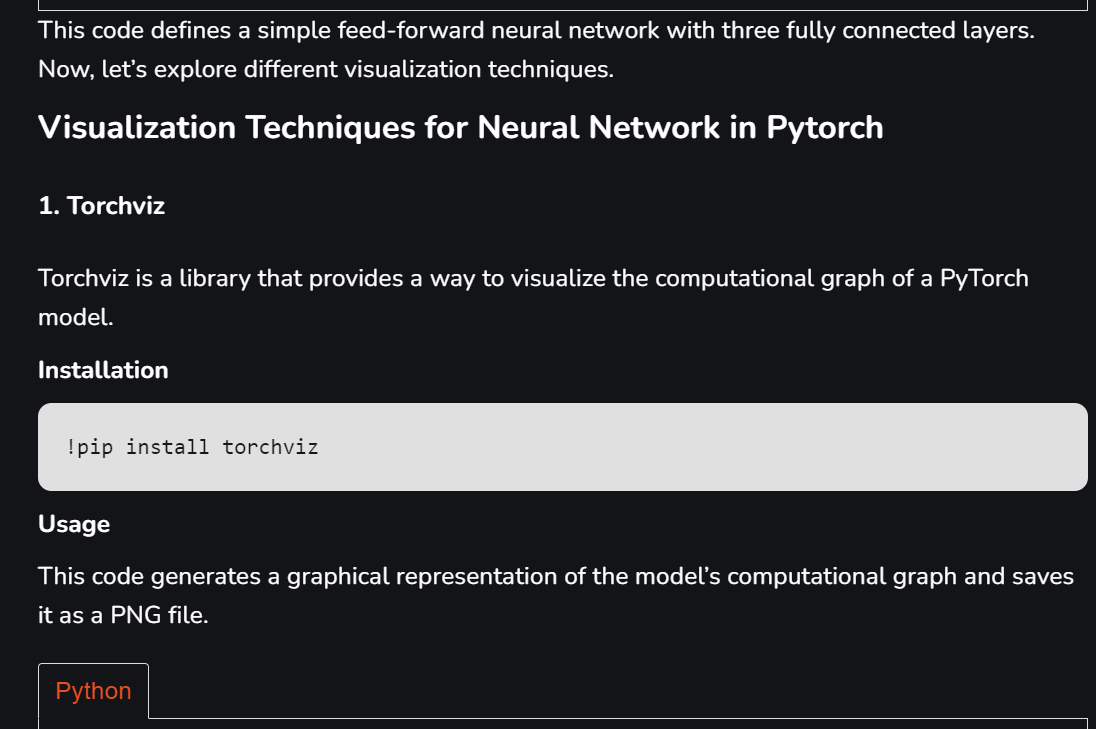 This code defines a simple feed-forward neural network with three fully connected layers.
Now, let’s explore different visualization techniques.
Visualization Techniques for Neural Network in Pytorch
1. Torchviz
Torchviz is a library that provides a way to visualize the computational graph of a PyTorch
model.
Installation
!pip install torchviz
Usage
This code generates a graphical representation of the model’s computational graph and saves
it as a PNG file.
Python